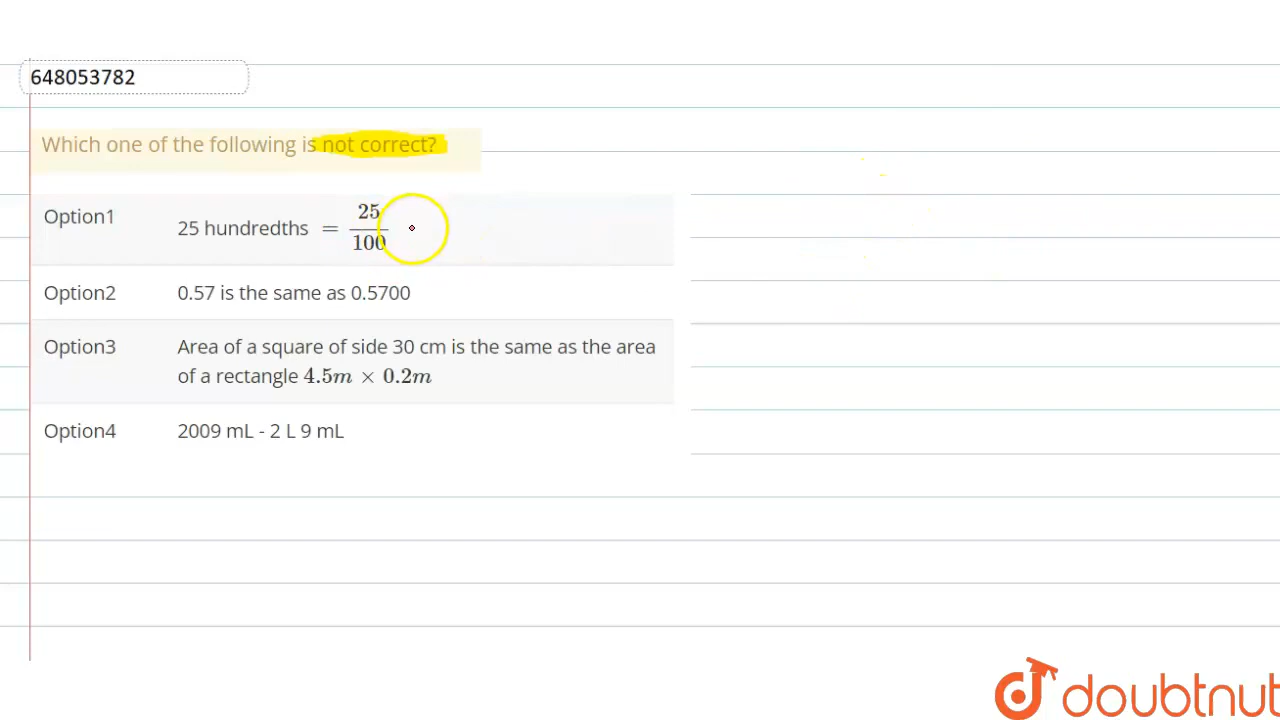 648053782
Which one of the following is not correct?
Option1 25 hundredths = 25/100
Option2 0.57 is the same as 0.5700
Option3 Area of a square of side 30 cm is the same as the area
of a rectangle 4.5m × 0.2m
Option4 2009 mL - 2 L 9 mL
doubtnut